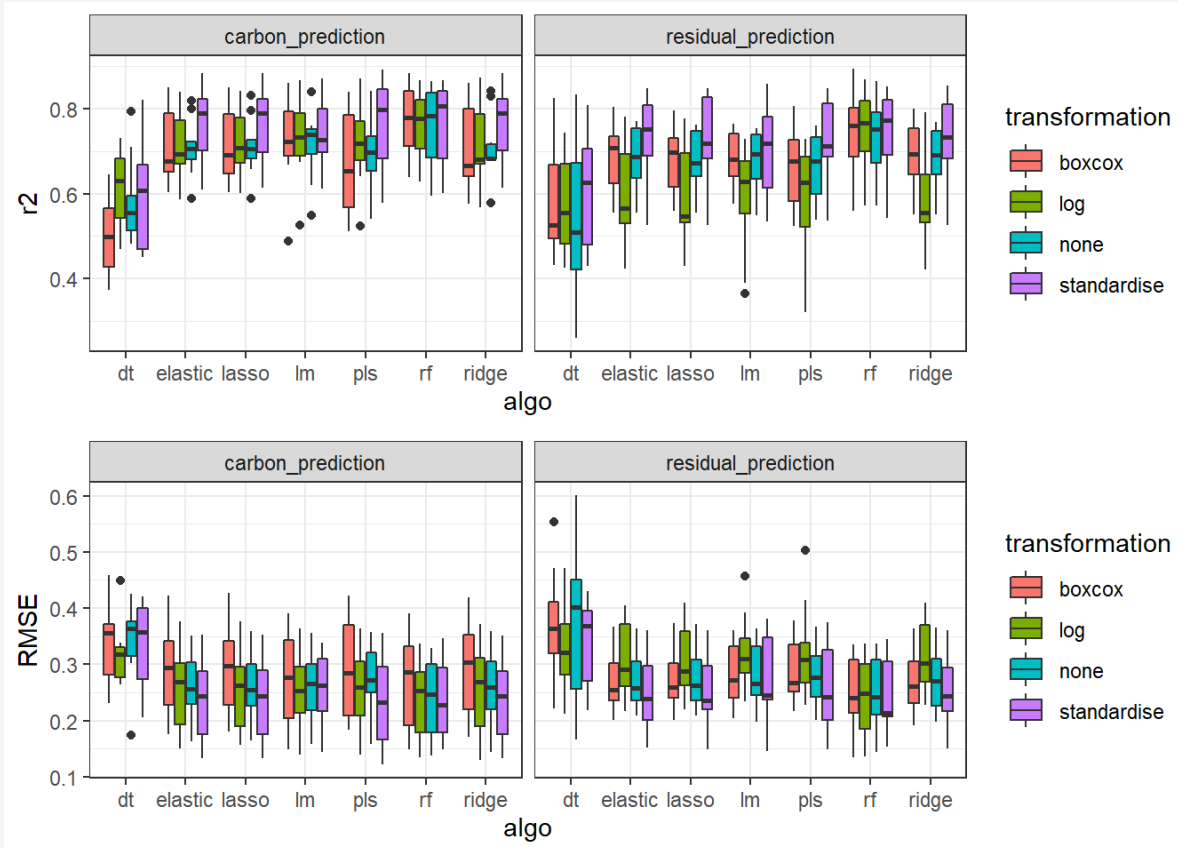 carbon_prediction residual_prediction
r2
0.8
0.6
0.4
dt elastic lasso lm pls rf ridge dt elastic lasso lm pls rf ridge
algo
transformation
boxcox
log
none
standardise
carbon_prediction residual_prediction
RMSE
0.6
0.5
0.4
0.3
0.2
0.1
dt elastic lasso lm pls rf ridge dt elastic lasso lm pls rf ridge
algo
transformation
boxcox
log
none
standardise